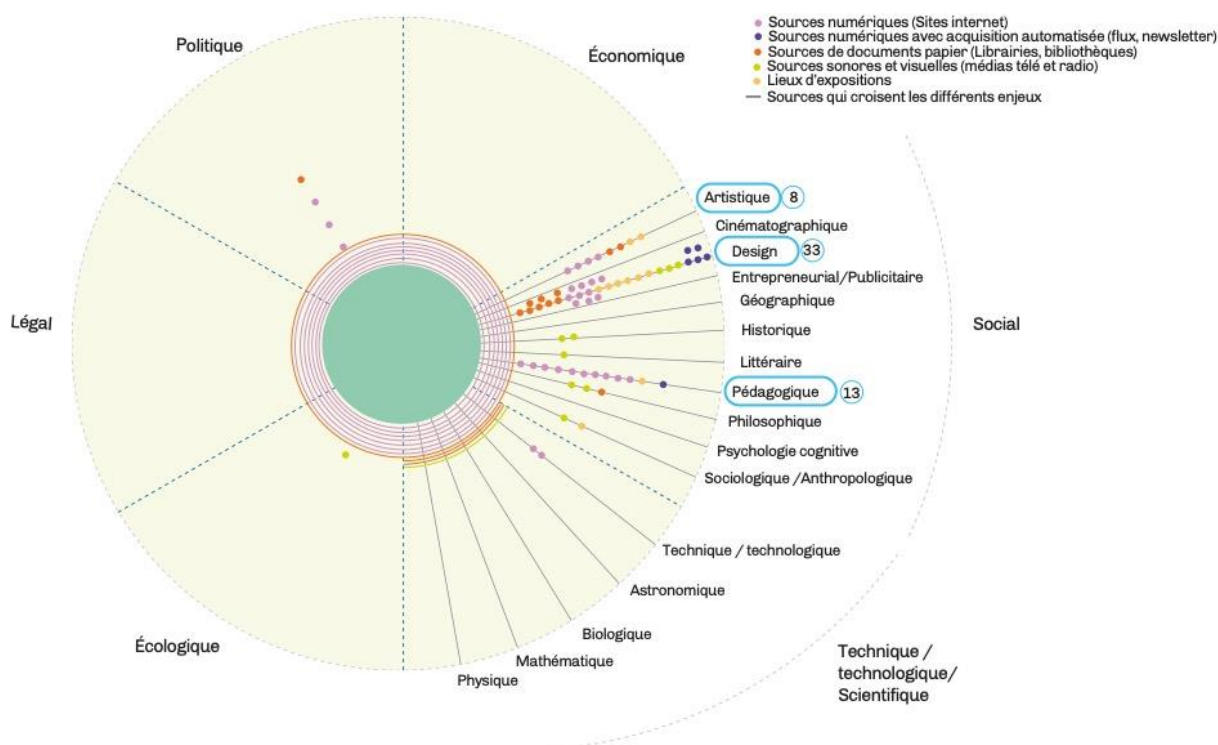 Politique
Économique
Sources numériques (Sites internet)
Sources numériques avec acquisition automatisée (flux, newsletter)
Sources de documents papier (Librairies, bibliothèques)
Sources sonores et visuelles (médias télé et radio)
Lieux d'expositions
Sources qui croisent les différents enjeux
Artistique 8
Cinématographique
Design 33
Entrepreneurial/Publicitaire
Géographique
Historique
Littéraire
Pédagogique 13
Philosophique
Psychologie cognitive
Sociologique /Anthropologique
Légal
Social
Technique / technologique
Astronomique
Biologique
Mathématique
Physique
Écologique
Technique /
technologique/
Scientifique